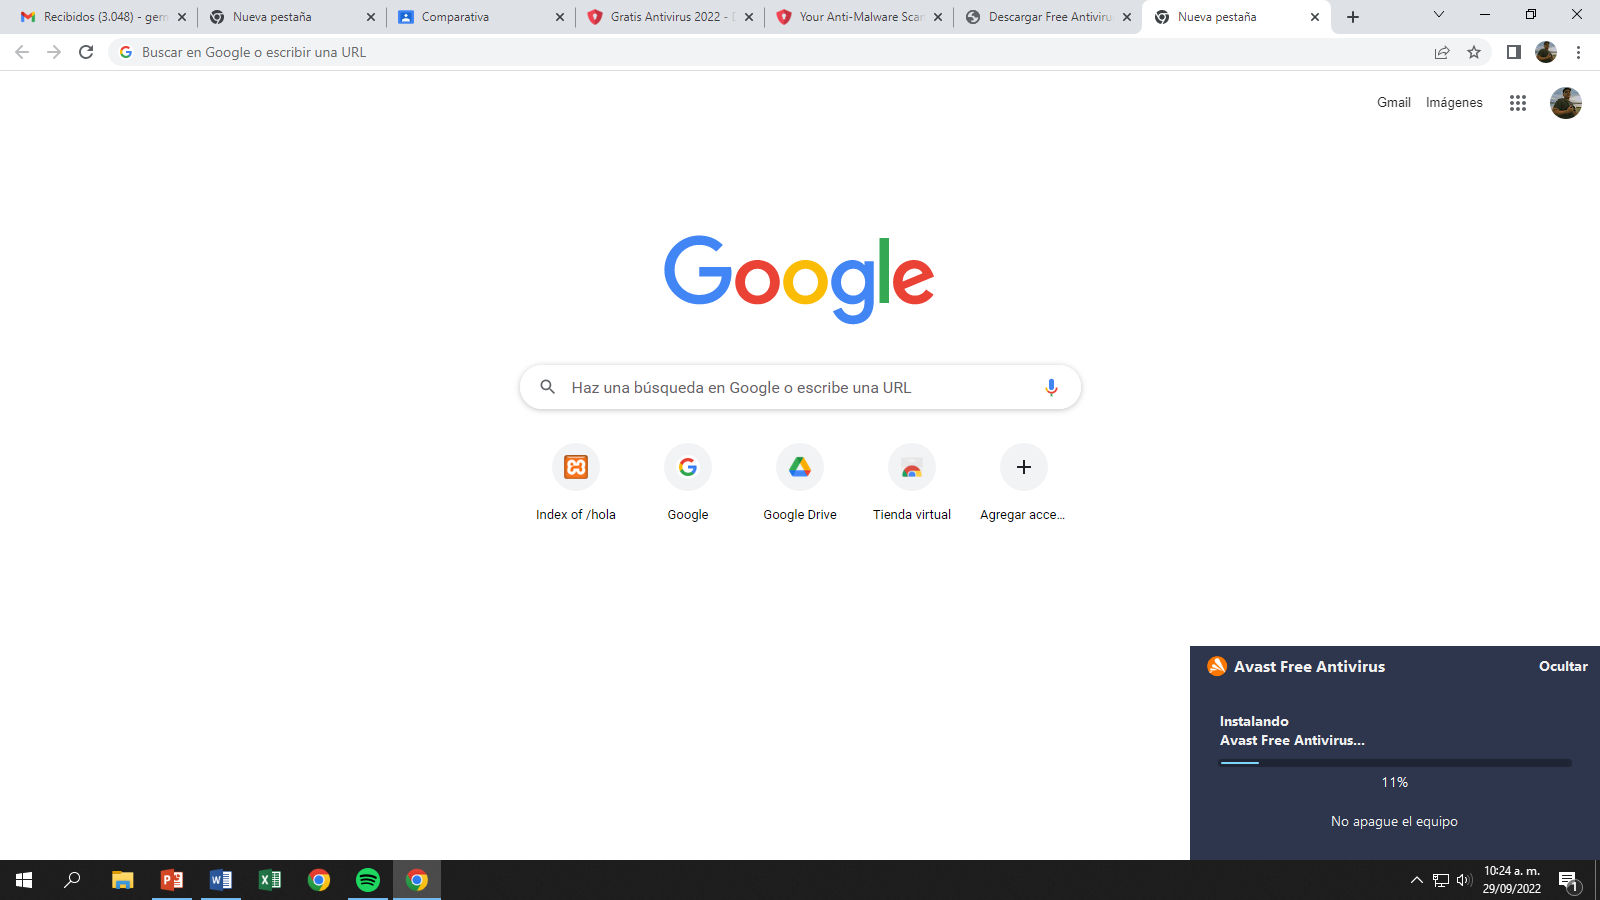 Recibidos (3.048) - gem
Nueva pestaña
Comparativa
Gratis Antivirus 2022 -
Your Anti-Malware Scan
Descargar Free Antiviru
Nueva pestaña
Buscar en Google o escribir una URL
Gmail
Imágenes
Google
Haz una búsqueda en Google o escribe una URL
Index of /hola
Google
Google Drive
Tienda virtual
Agregar acce...
Avast Free Antivirus
Ocultar
Instalando
Avast Free Antivirus...
11%
No apague el equipo
10:24 a. m.
29/09/2022
1